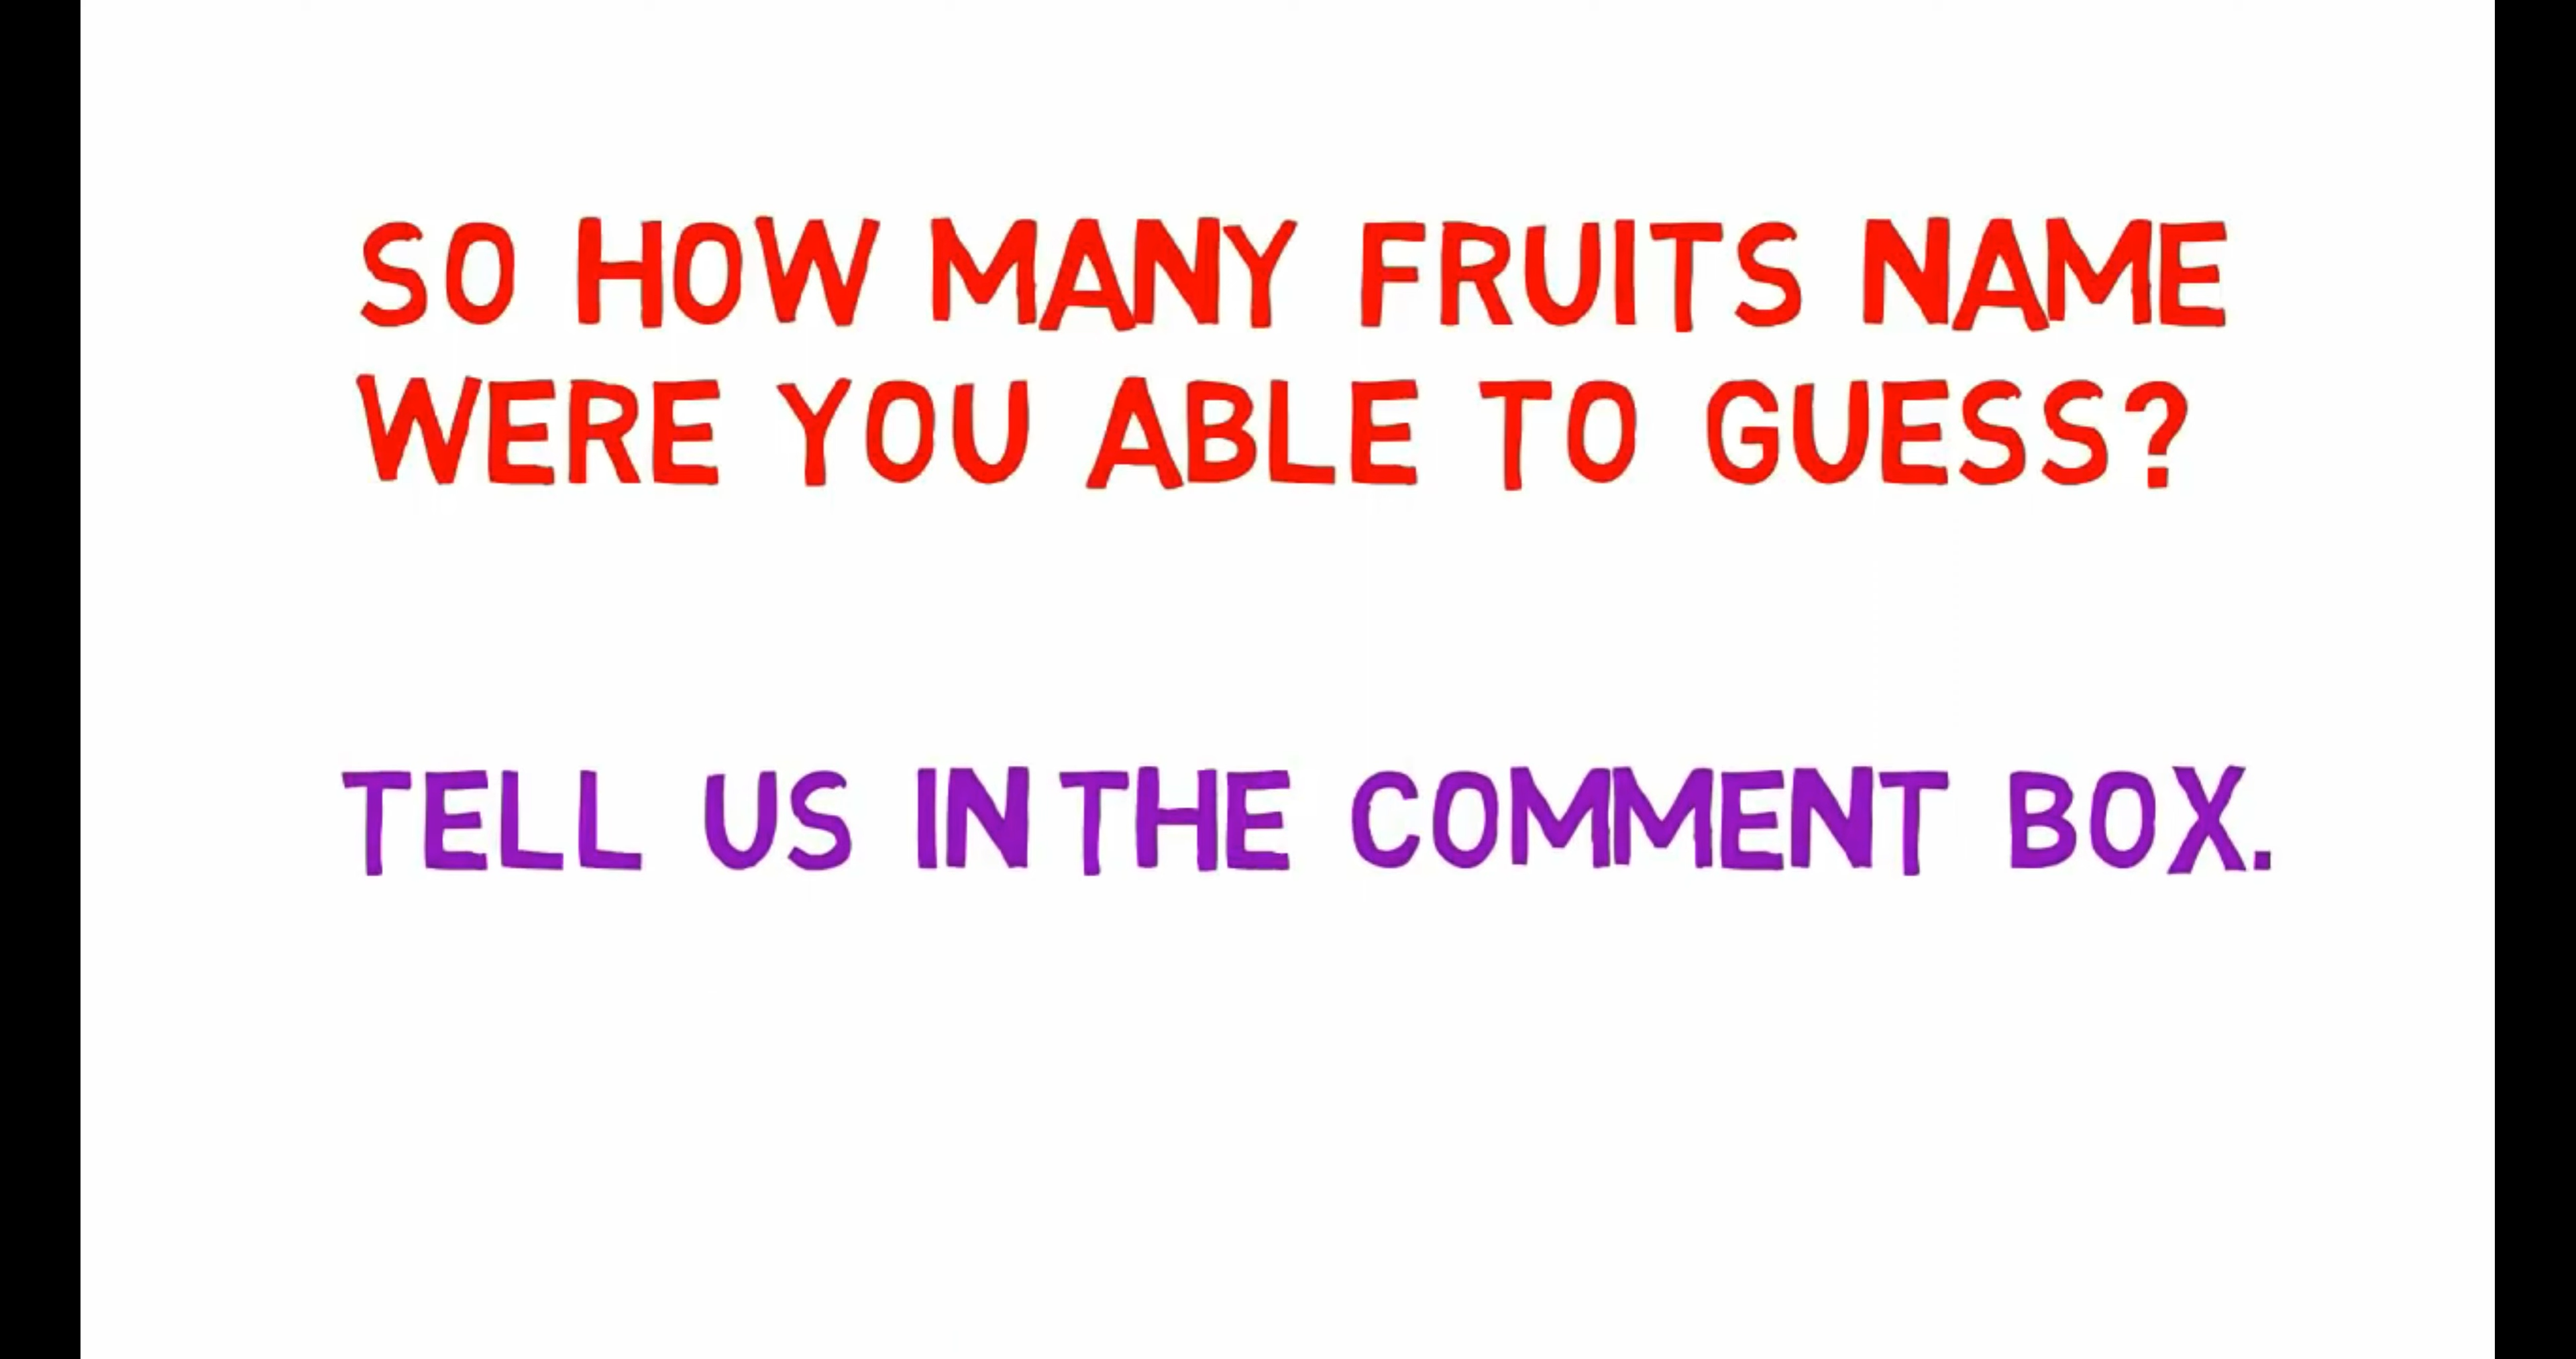 SO HOW MANY FRUITS NAME
WERE YOU ABLE TO GUESS?
TELL US IN THE COMMENT BOX.